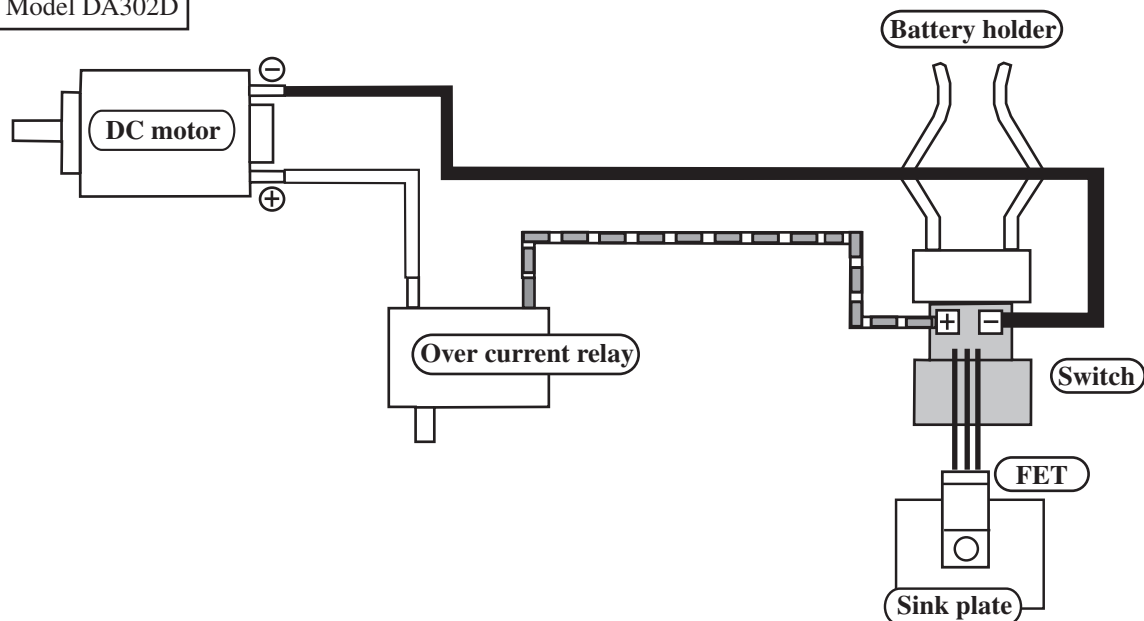 Model DA302D
Battery holder
⊖
DC motor
⊕
+ −
Over current relay
Switch
FET
Sink plate